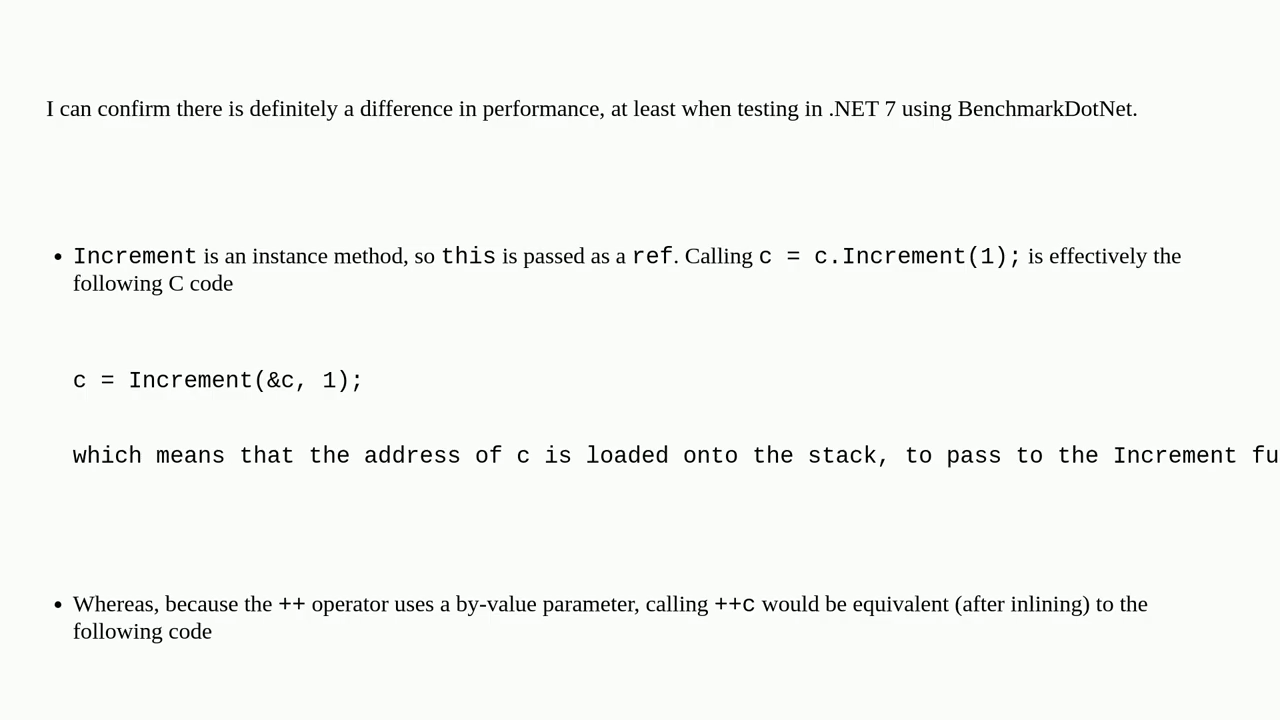 I can confirm there is definitely a difference in performance, at least when testing in .NET 7 using BenchmarkDotNet.
• Increment is an instance method, so this is passed as a ref. Calling c = c.Increment(1); is effectively the
following C code
c = Increment(&c, 1);
which means that the address of c is loaded onto the stack, to pass to the Increment fu
• Whereas, because the ++ operator uses a by-value parameter, calling ++c would be equivalent (after inlining) to the
following code